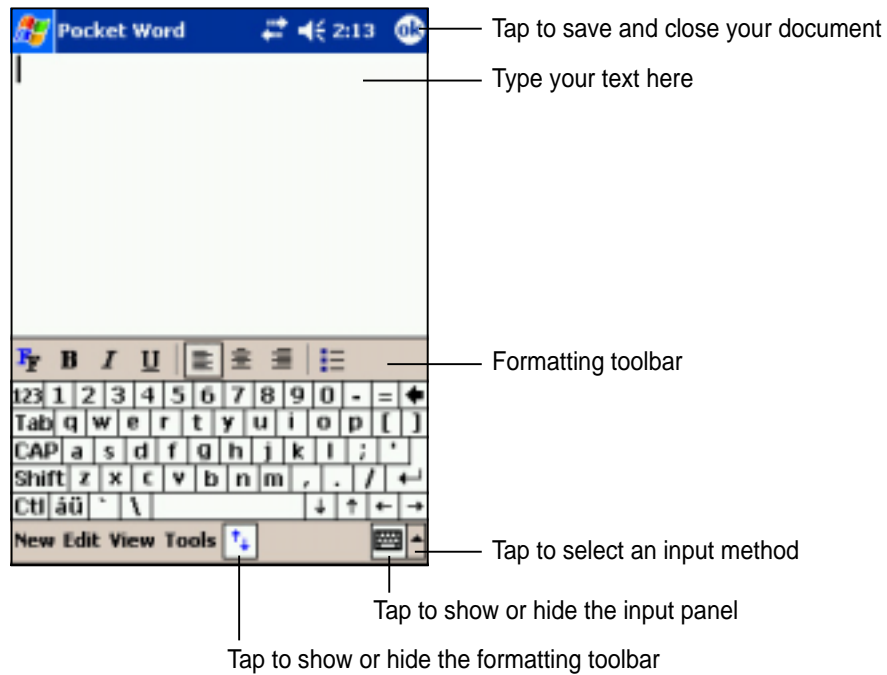 Pocket Word 2:13 ok
Tap to save and close your document
Type your text here
B I U
Formatting toolbar
123 1 2 3 4 5 6 7 8 9 0 - =
Tab q w e r t y u i o p [ ]
CAP a s d f g h j k l ; '
Shift z x c v b n m , . /
Ctl áü ` \
New Edit View Tools
Tap to select an input method
Tap to show or hide the input panel
Tap to show or hide the formatting toolbar